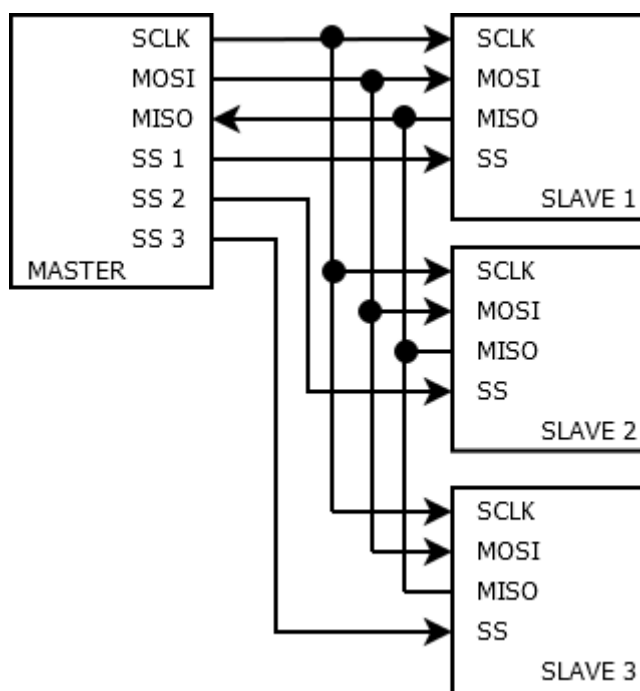 SCLK
MOSI
MISO
SS 1
SS 2
SS 3
MASTER
SCLK
MOSI
MISO
SS
SLAVE 1
SCLK
MOSI
MISO
SS
SLAVE 2
SCLK
MOSI
MISO
SS
SLAVE 3